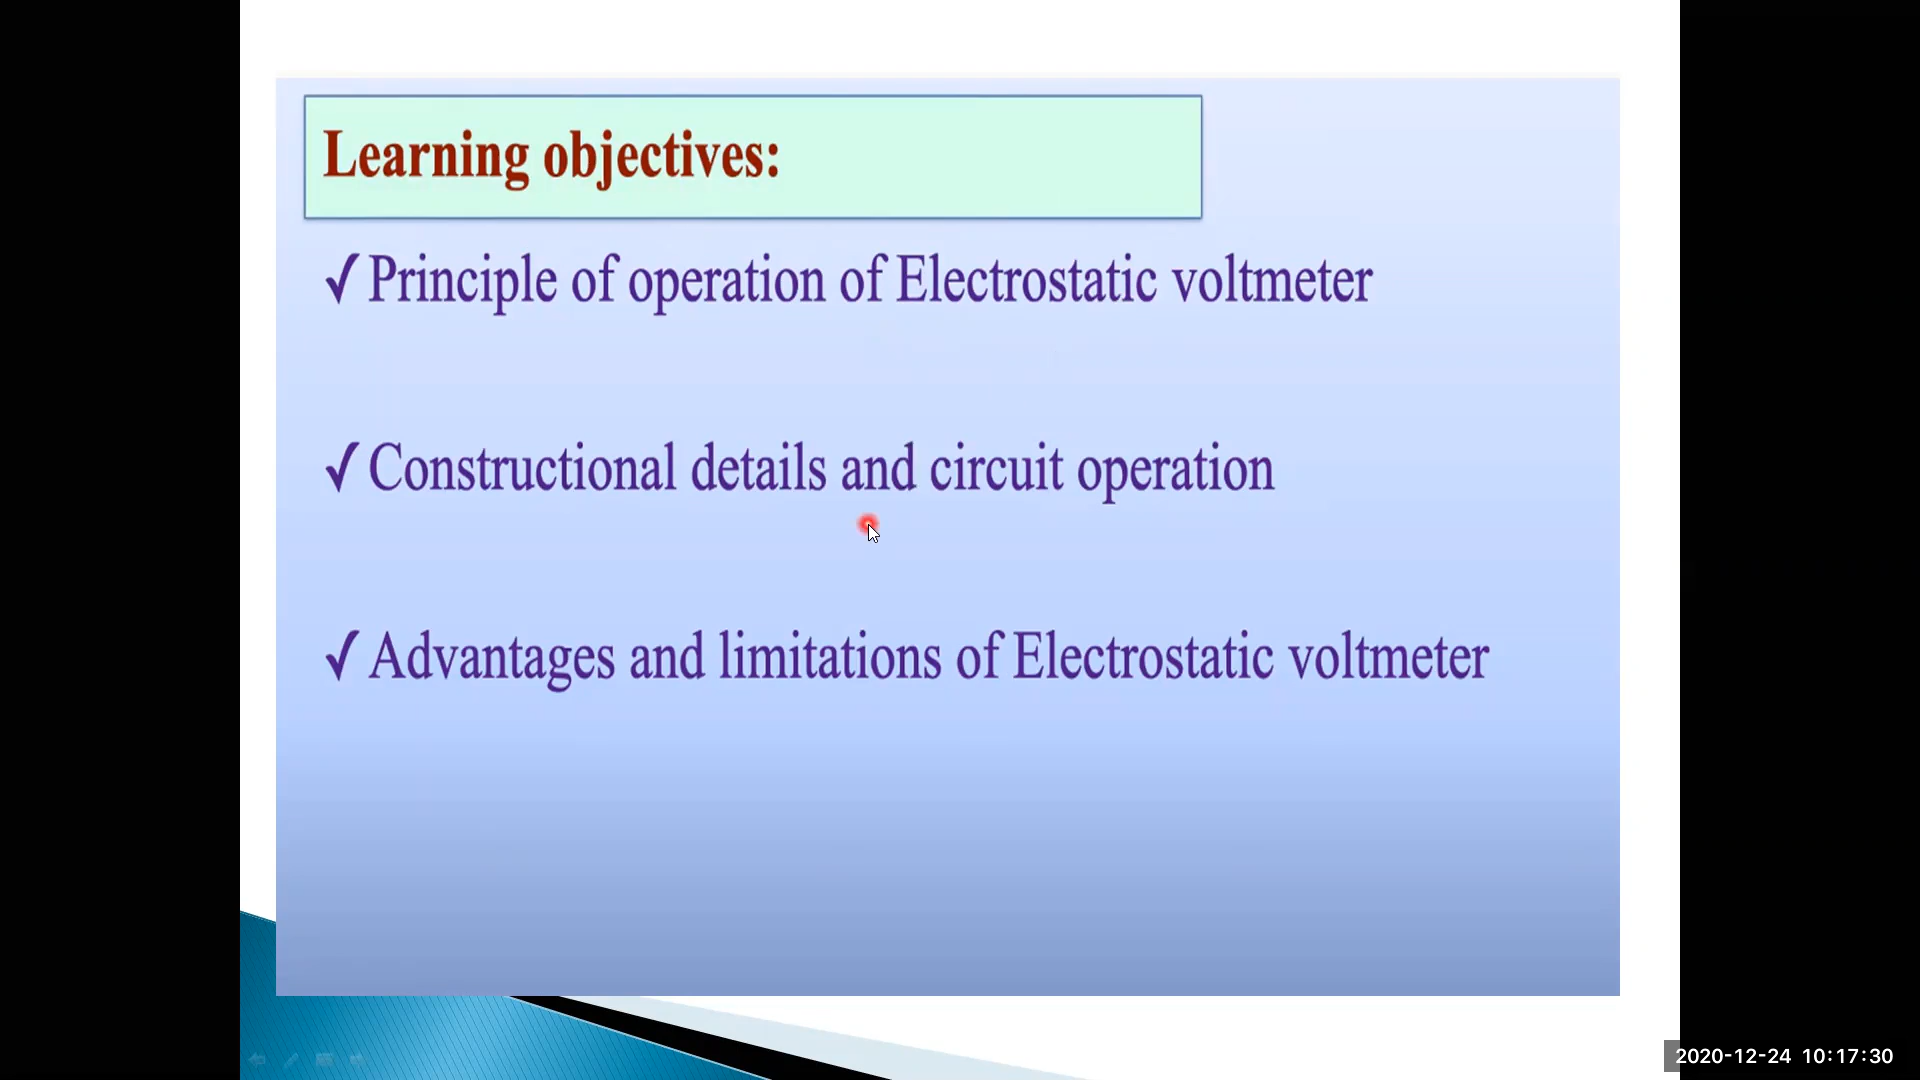 Learning objectives:
✓Principle of operation of Electrostatic voltmeter
✓Constructional details and circuit operation
✓Advantages and limitations of Electrostatic voltmeter
2020-12-24 10:17:30